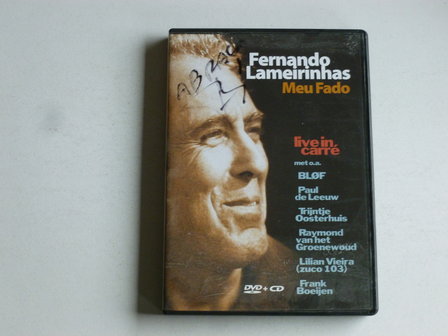 Fernando
Lameirinhas
Meu Fado
live in
carré
met o.a.
BLØF
Paul
de Leeuw
Trijntje
Oosterhuis
Raymond
van het
Groenewoud
Lilian Vieira
(zuco 103)
Frank
Boeijen
DVD + CD